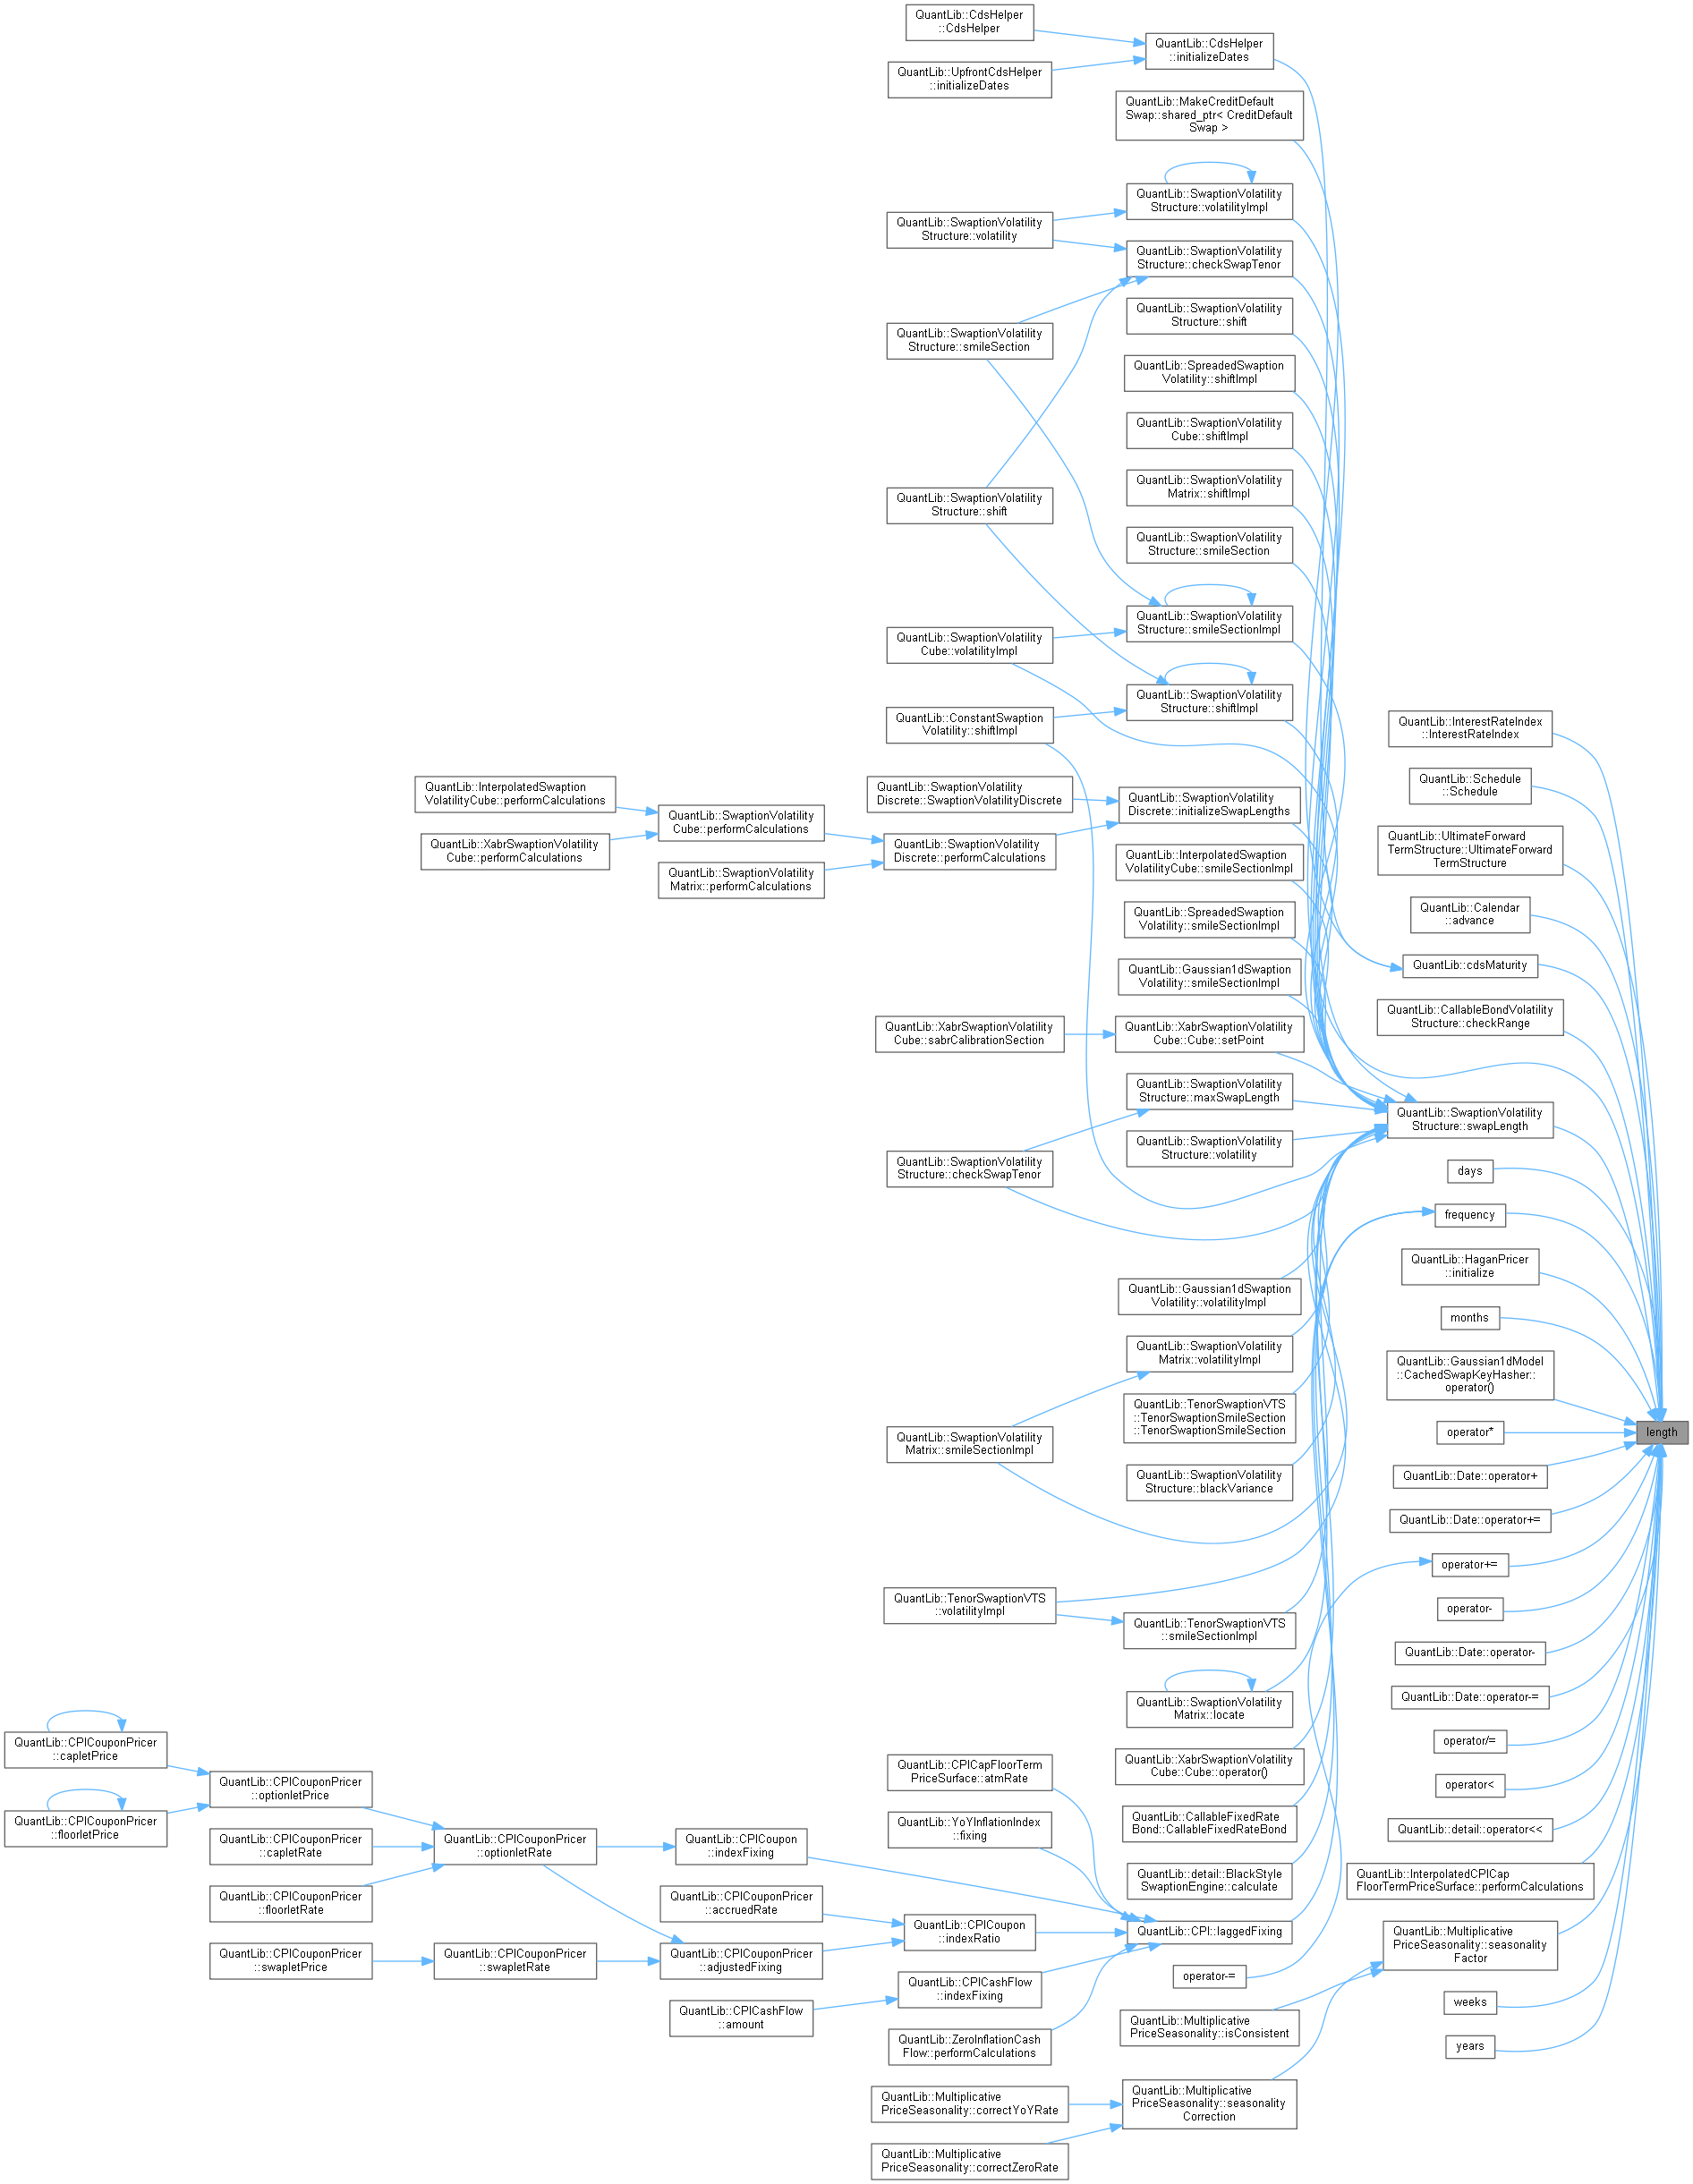 QuantLib::CdsHelper
::CdsHelper
QuantLib::CdsHelper
::initializeDates
QuantLib::UpfrontCdsHelper
::initializeDates
QuantLib::MakeCreditDefault
Swap::shared_ptr< CreditDefault
Swap >
QuantLib::SwaptionVolatility
Structure::volatilityImpl
QuantLib::SwaptionVolatility
Structure::volatility
QuantLib::SwaptionVolatility
Structure::checkSwapTenor
QuantLib::SwaptionVolatility
Structure::shift
QuantLib::SwaptionVolatility
Structure::smileSection
QuantLib::SpreadedSwaption
Volatility::shiftImpl
QuantLib::SwaptionVolatility
Cube::shiftImpl
QuantLib::SwaptionVolatility
Matrix::shiftImpl
QuantLib::SwaptionVolatility
Structure::shift
QuantLib::SwaptionVolatility
Structure::smileSection
QuantLib::SwaptionVolatility
Structure::smileSectionImpl
QuantLib::SwaptionVolatility
Cube::volatilityImpl
QuantLib::SwaptionVolatility
Structure::shiftImpl
QuantLib::ConstantSwaption
Volatility::shiftImpl
QuantLib::InterestRateIndex
::InterestRateIndex
QuantLib::Schedule
::Schedule
QuantLib::InterpolatedSwaption
VolatilityCube::performCalculations
QuantLib::SwaptionVolatility
Discrete::SwaptionVolatilityDiscrete
QuantLib::SwaptionVolatility
Discrete::initializeSwapLengths
QuantLib::SwaptionVolatility
Cube::performCalculations
QuantLib::XabrSwaptionVolatility
Cube::performCalculations
QuantLib::SwaptionVolatility
Discrete::performCalculations
QuantLib::SwaptionVolatility
Matrix::performCalculations
QuantLib::InterpolatedSwaption
VolatilityCube::smileSectionImpl
QuantLib::UltimateForward
TermStructure::UltimateForward
TermStructure
QuantLib::SpreadedSwaption
Volatility::smileSectionImpl
QuantLib::Calendar
::advance
QuantLib::Gaussian1dSwaption
Volatility::smileSectionImpl
QuantLib::cdsMaturity
QuantLib::CallableBondVolatility
Structure::checkRange
QuantLib::XabrSwaptionVolatility
Cube::sabrCalibrationSection
QuantLib::XabrSwaptionVolatility
Cube::Cube::setPoint
QuantLib::SwaptionVolatility
Structure::maxSwapLength
QuantLib::SwaptionVolatility
Structure::swapLength
QuantLib::SwaptionVolatility
Structure::volatility
QuantLib::SwaptionVolatility
Structure::checkSwapTenor
days
frequency
QuantLib::HaganPricer
::initialize
QuantLib::Gaussian1dSwaption
Volatility::volatilityImpl
months
QuantLib::SwaptionVolatility
Matrix::volatilityImpl
QuantLib::Gaussian1dModel
::CachedSwapKeyHasher::
operator()
QuantLib::TenorSwaptionVTS
::TenorSwaptionSmileSection
::TenorSwaptionSmileSection
QuantLib::SwaptionVolatility
Matrix::smileSectionImpl
operator*
length
QuantLib::SwaptionVolatility
Structure::blackVariance
QuantLib::Date::operator+
QuantLib::Date::operator+=
operator+=
QuantLib::TenorSwaptionVTS
::volatilityImpl
operator-
QuantLib::TenorSwaptionVTS
::smileSectionImpl
QuantLib::Date::operator-
QuantLib::SwaptionVolatility
Matrix::locate
QuantLib::Date::operator-=
operator/=
QuantLib::CPICouponPricer
::capletPrice
QuantLib::CPICapFloorTerm
PriceSurface::atmRate
QuantLib::XabrSwaptionVolatility
Cube::Cube::operator()
operator<
QuantLib::CPICouponPricer
::optionletPrice
QuantLib::CPICouponPricer
::floorletPrice
QuantLib::YoYInflationIndex
::fixing
QuantLib::CallableFixedRate
Bond::CallableFixedRateBond
QuantLib::detail::operator<<
QuantLib::CPICouponPricer
::capletRate
QuantLib::CPICouponPricer
::optionletRate
QuantLib::CPICoupon
::indexFixing
QuantLib::detail::BlackStyle
SwaptionEngine::calculate
QuantLib::InterpolatedCPICap
FloorTermPriceSurface::performCalculations
QuantLib::CPICouponPricer
::floorletRate
QuantLib::CPICouponPricer
::accruedRate
QuantLib::CPICoupon
::indexRatio
QuantLib::CPI::laggedFixing
QuantLib::Multiplicative
PriceSeasonality::seasonality
Factor
QuantLib::CPICouponPricer
::swapletPrice
QuantLib::CPICouponPricer
::swapletRate
QuantLib::CPICouponPricer
::adjustedFixing
operator-=
QuantLib::CPICashFlow
::indexFixing
QuantLib::CPICashFlow
::amount
weeks
QuantLib::Multiplicative
PriceSeasonality::isConsistent
QuantLib::ZeroInflationCash
Flow::performCalculations
years
QuantLib::Multiplicative
PriceSeasonality::correctYoYRate
QuantLib::Multiplicative
PriceSeasonality::seasonality
Correction
QuantLib::Multiplicative
PriceSeasonality::correctZeroRate